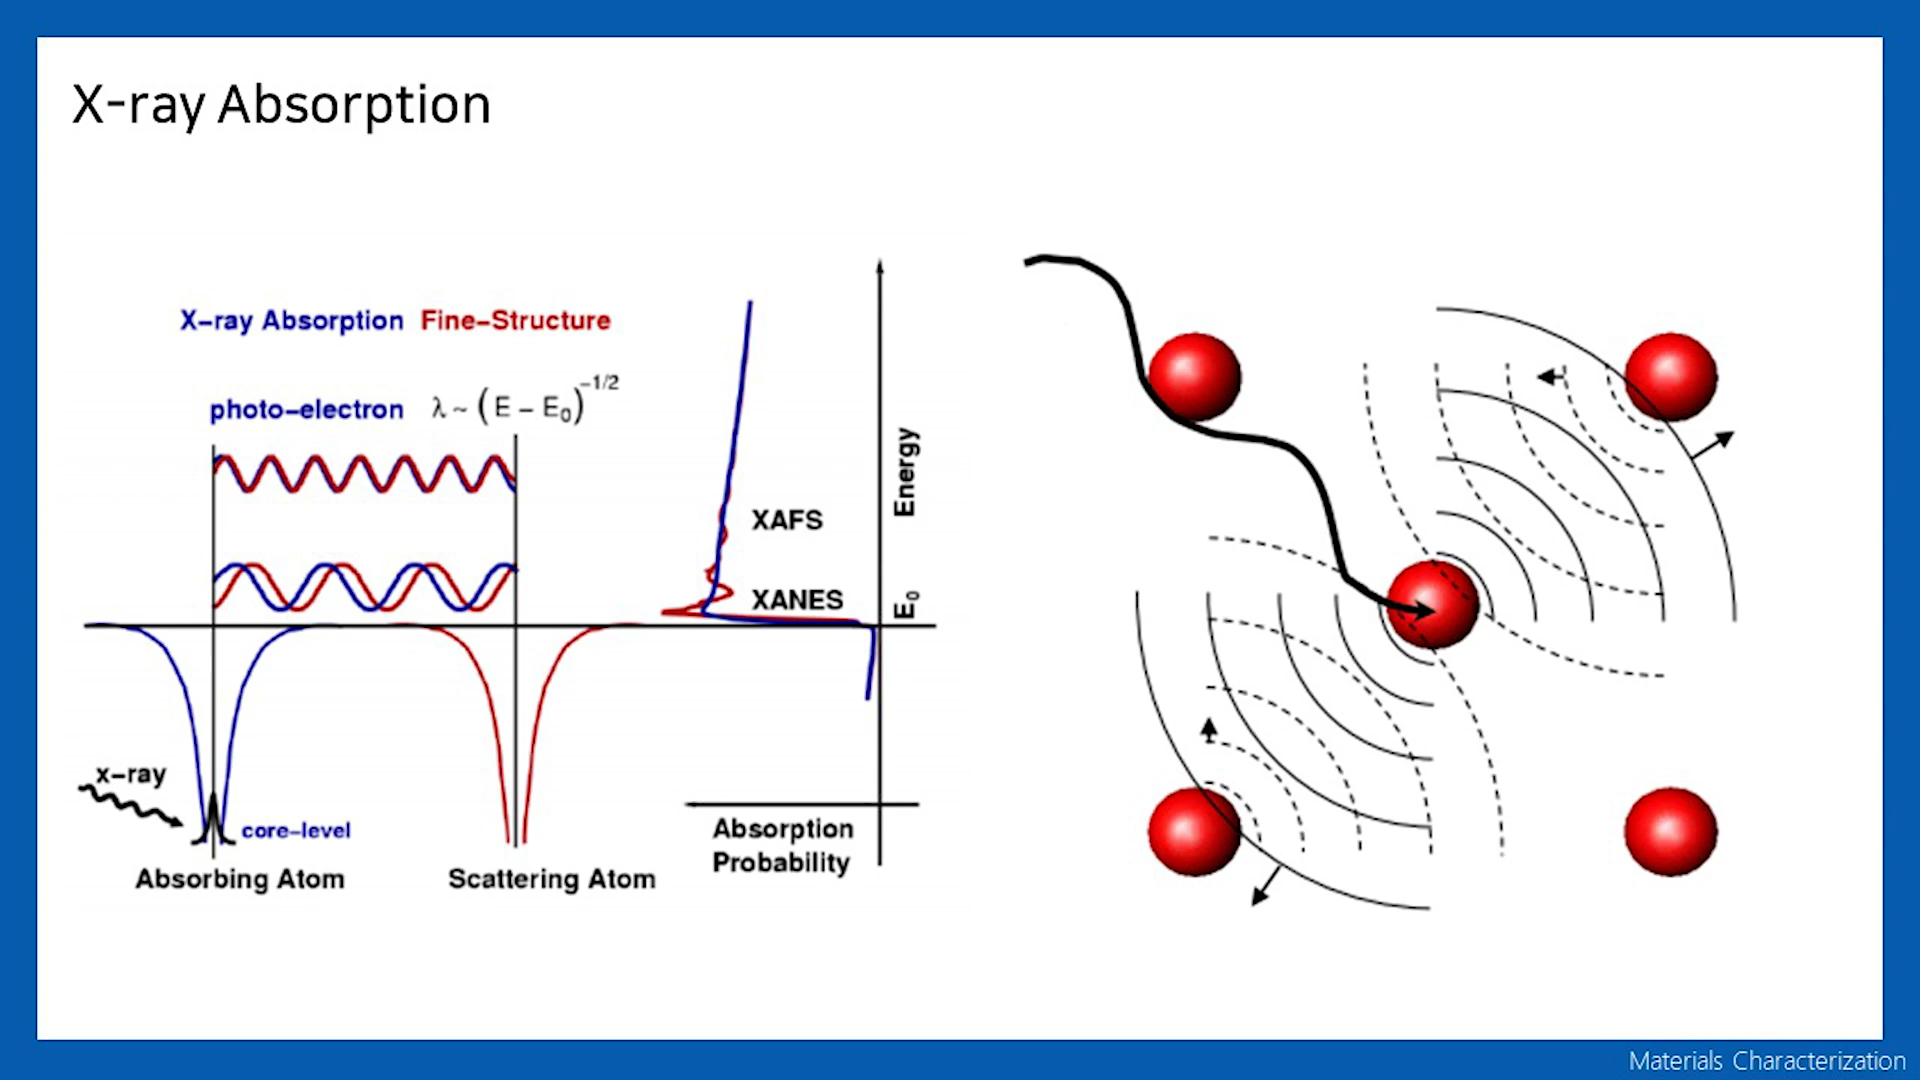 X-ray Absorption
X-ray Absorption Fine-Structure
photo-electron λ ~ (E - E₀)^-1/2
Energy
XAFS
XANES
E₀
x-ray
core-level
Absorption
Probability
Absorbing Atom
Scattering Atom
Materials Characterization